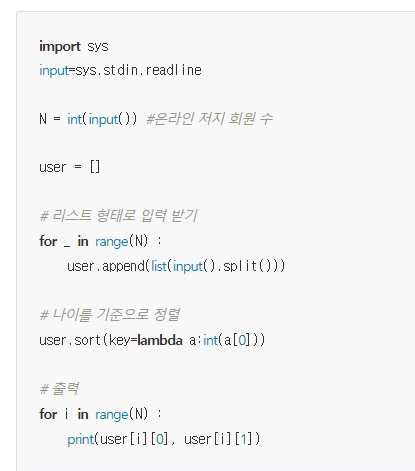 import sys
input=sys.stdin.readline
N = int(input()) #온라인 저지 회원 수
user = []
# 리스트 형태로 입력 받기
for _ in range(N) :
    user.append(list(input().split()))
# 나이를 기준으로 정렬
user.sort(key=lambda a:int(a[0]))
# 출력
for i in range(N) :
    print(user[i][0], user[i][1])